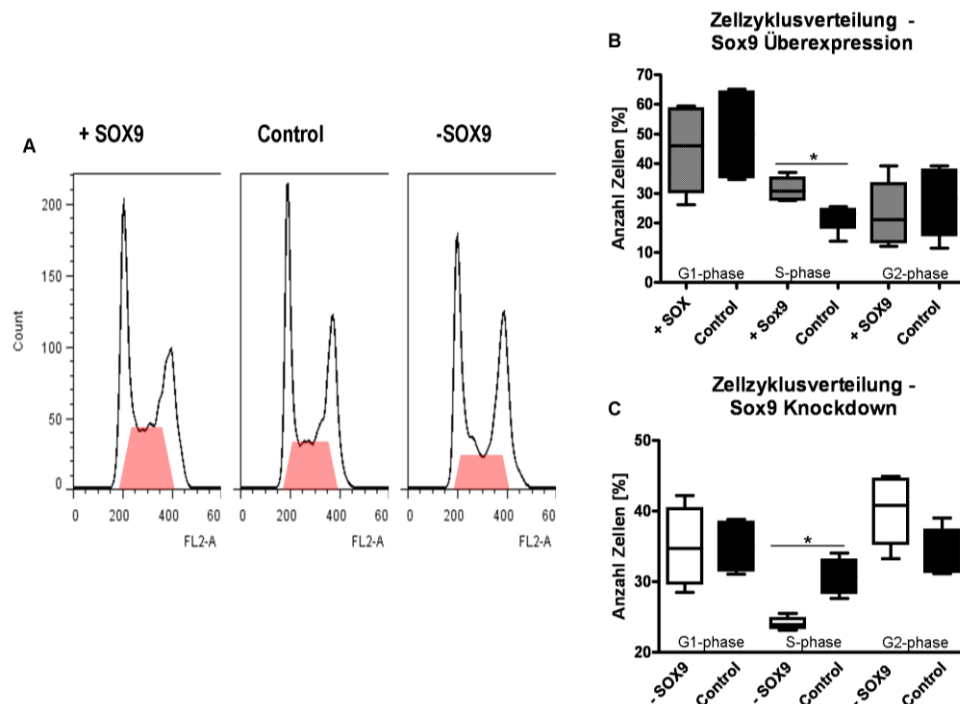 A
+ SOX9
Control
-SOX9
Count
200
150
100
50
0
0 200 400 60
FL2-A
0 200 400 60
FL2-A
0 200 400 60
FL2-A
B
Zellzyklusverteilung -
Sox9 Überexpression
Anzahl Zellen [%]
70
60
50
40
30
20
10
0
*
G1-phase
S-phase
G2-phase
+ SOX
Control
+ Sox9
Control
+ SOX9
Control
C
Zellzyklusverteilung -
Sox9 Knockdown
Anzahl Zellen [%]
50
40
30
20
*
G1-phase
S-phase
G2-phase
- SOX9
Control
- SOX9
Control
- SOX9
Control